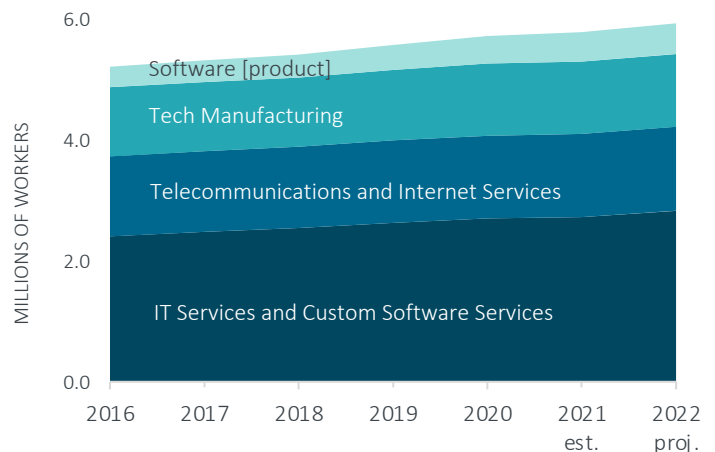 6.0
Software [product]
Tech Manufacturing
4.0
Telecommunications and Internet Services
2.0
IT Services and Custom Software Services
0.0
MILLIONS OF WORKERS
2016 2017 2018 2019 2020 2021 2022
est. proj.